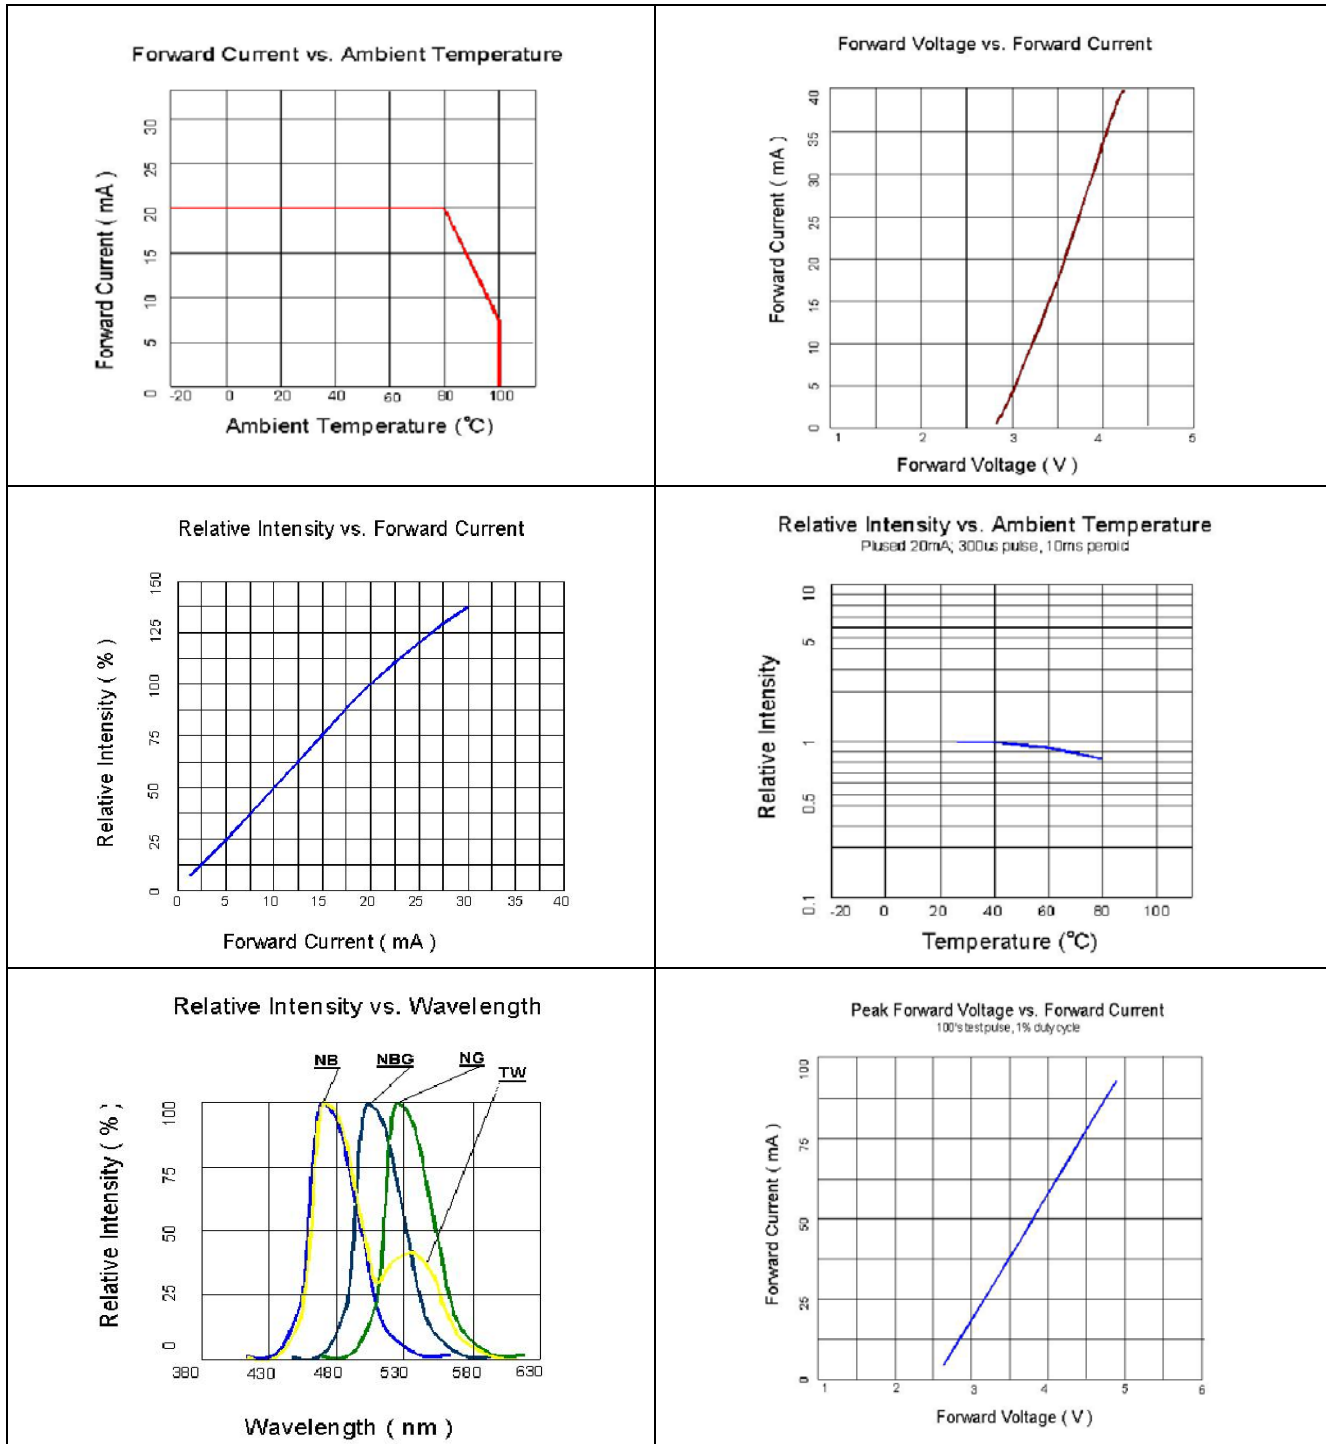 Forward Current vs. Ambient Temperature
Forward Current ( mA )
30
25
20
15
10
5
0
-20 0 20 40 60 80 100
Ambient Temperature (°C)
Forward Voltage vs. Forward Current
Forward Current ( mA )
40
35
30
25
20
15
10
5
0
1 2 3 4 5
Forward Voltage ( V )
Relative Intensity vs. Forward Current
Relative Intensity ( % )
150
125
100
75
50
25
0
0 5 10 15 20 25 30 35 40
Forward Current ( mA )
Relative Intensity vs. Ambient Temperature
Plused 20mA; 300us pulse, 10ms peroid
Relative Intensity
10
5
1
0.5
0.1
-20 0 20 40 60 80 100
Temperature (°C)
Relative Intensity vs. Wavelength
NB NBG NG TW
Relative Intensity ( % )
100
75
50
25
0
380 430 480 530 580 630
Wavelength ( nm )
Peak Forward Voltage vs. Forward Current
100's test pulse, 1% duty cycle
Forward Current ( mA )
100
75
50
25
0
1 2 3 4 5 6
Forward Voltage ( V )